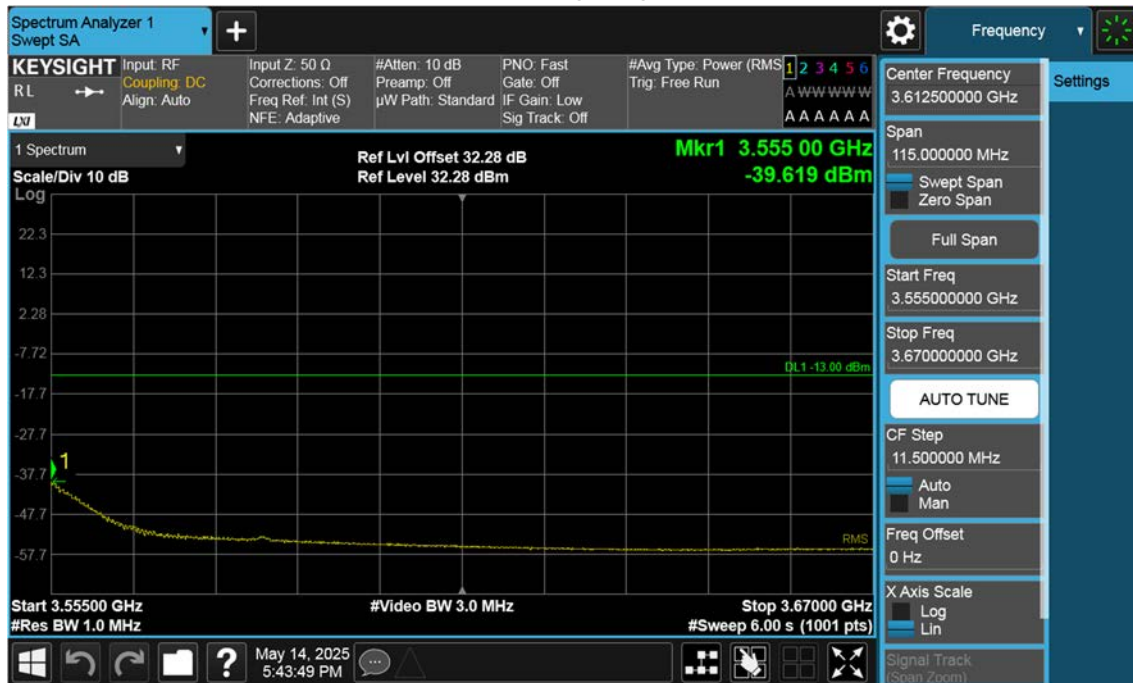 Spectrum Analyzer 1
Swept SA
+
Frequency
KEYSIGHT
RL
LXI
Input: RF
Coupling: DC
Align: Auto
Input Z: 50 Ω
Corrections: Off
Freq Ref: Int (S)
NFE: Adaptive
#Atten: 10 dB
Preamp: Off
µW Path: Standard
PNO: Fast
Gate: Off
IF Gain: Low
Sig Track: Off
#Avg Type: Power (RMS
Trig: Free Run
1 2 3 4 5 6
A W W W W W
A A A A A A
1 Spectrum
Scale/Div 10 dB
Ref Lvl Offset 32.28 dB
Ref Level 32.28 dBm
Mkr1 3.555 00 GHz
-39.619 dBm
Log
22.3
12.3
2.28
-7.72
DL1 -13.00 dBm
-17.7
-27.7
1
-37.7
-47.7
RMS
-57.7
Start 3.55500 GHz
#Res BW 1.0 MHz
#Video BW 3.0 MHz
Stop 3.67000 GHz
#Sweep 6.00 s (1001 pts)
?
May 14, 2025
5:43:49 PM
Center Frequency
3.612500000 GHz
Span
115.000000 MHz
Swept Span
Zero Span
Full Span
Start Freq
3.555000000 GHz
Stop Freq
3.670000000 GHz
AUTO TUNE
CF Step
11.500000 MHz
Auto
Man
Freq Offset
0 Hz
X Axis Scale
Log
Lin
Signal Track
(Span Zoom)
Settings